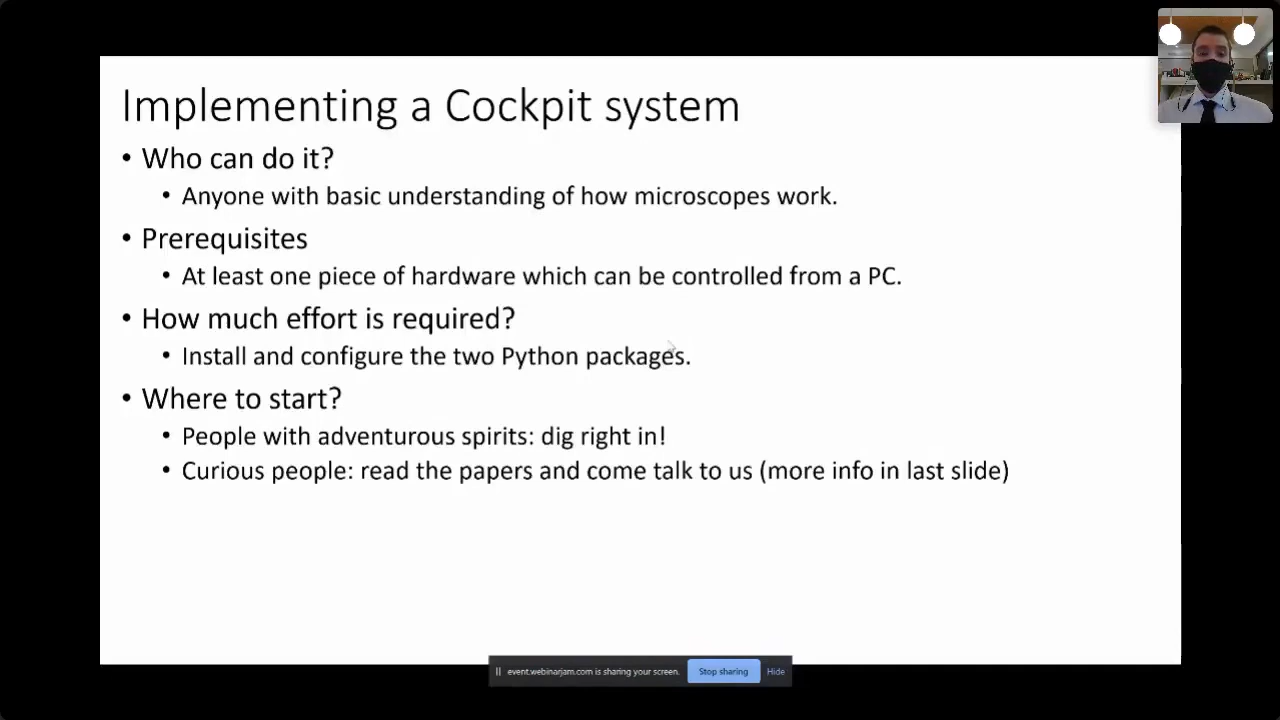 Implementing a Cockpit system
• Who can do it?
• Anyone with basic understanding of how microscopes work.
• Prerequisites
• At least one piece of hardware which can be controlled from a PC.
• How much effort is required?
• Install and configure the two Python packages.
• Where to start?
• People with adventurous spirits: dig right in!
• Curious people: read the papers and come talk to us (more info in last slide)
event.webinarjam.com is sharing your screen. Stop sharing Hide